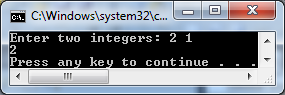 C:\Windows\system32\c...
Enter two integers: 2 1
2
Press any key to continue . . .